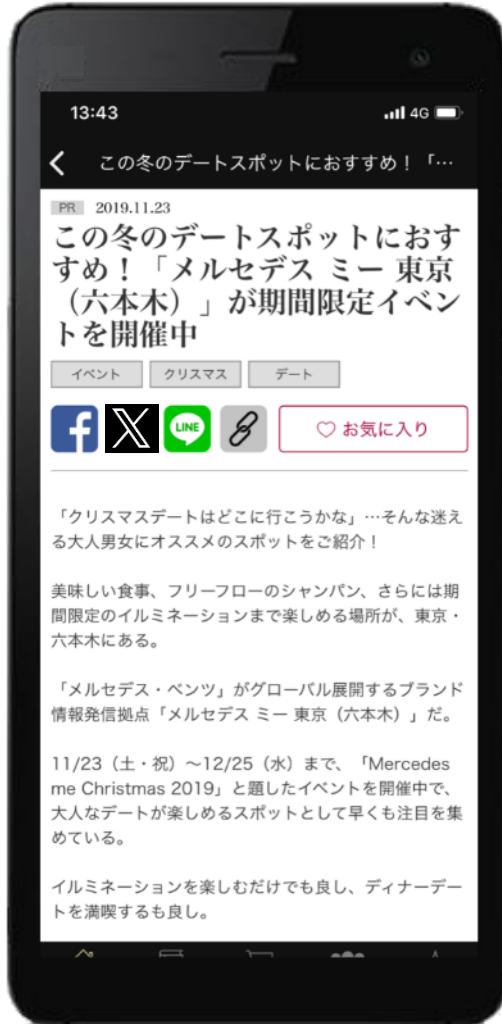 13:43
4G
この冬のデートスポットにおすすめ！「…
PR 2019.11.23
この冬のデートスポットにおす
すめ！「メルセデス ミー 東京
（六本木）」が期間限定イベン
トを開催中
イベント クリスマス デート
LINE
お気に入り
「クリスマスデートはどこに行こうかな」…そんな迷え
る大人男女にオススメのスポットをご紹介！
美味しい食事、フリーフローのシャンパン、さらには期
間限定のイルミネーションまで楽しめる場所が、東京・
六本木にある。
「メルセデス・ベンツ」がグローバル展開するブランド
情報発信拠点「メルセデス ミー 東京（六本木）」だ。
11/23（土・祝）〜12/25（水）まで、「Mercedes
me Christmas 2019」と題したイベントを開催中で、
大人なデートが楽しめるスポットとして早くも注目を集
めている。
イルミネーションを楽しむだけでも良し、ディナーデー
トを満喫するも良し。